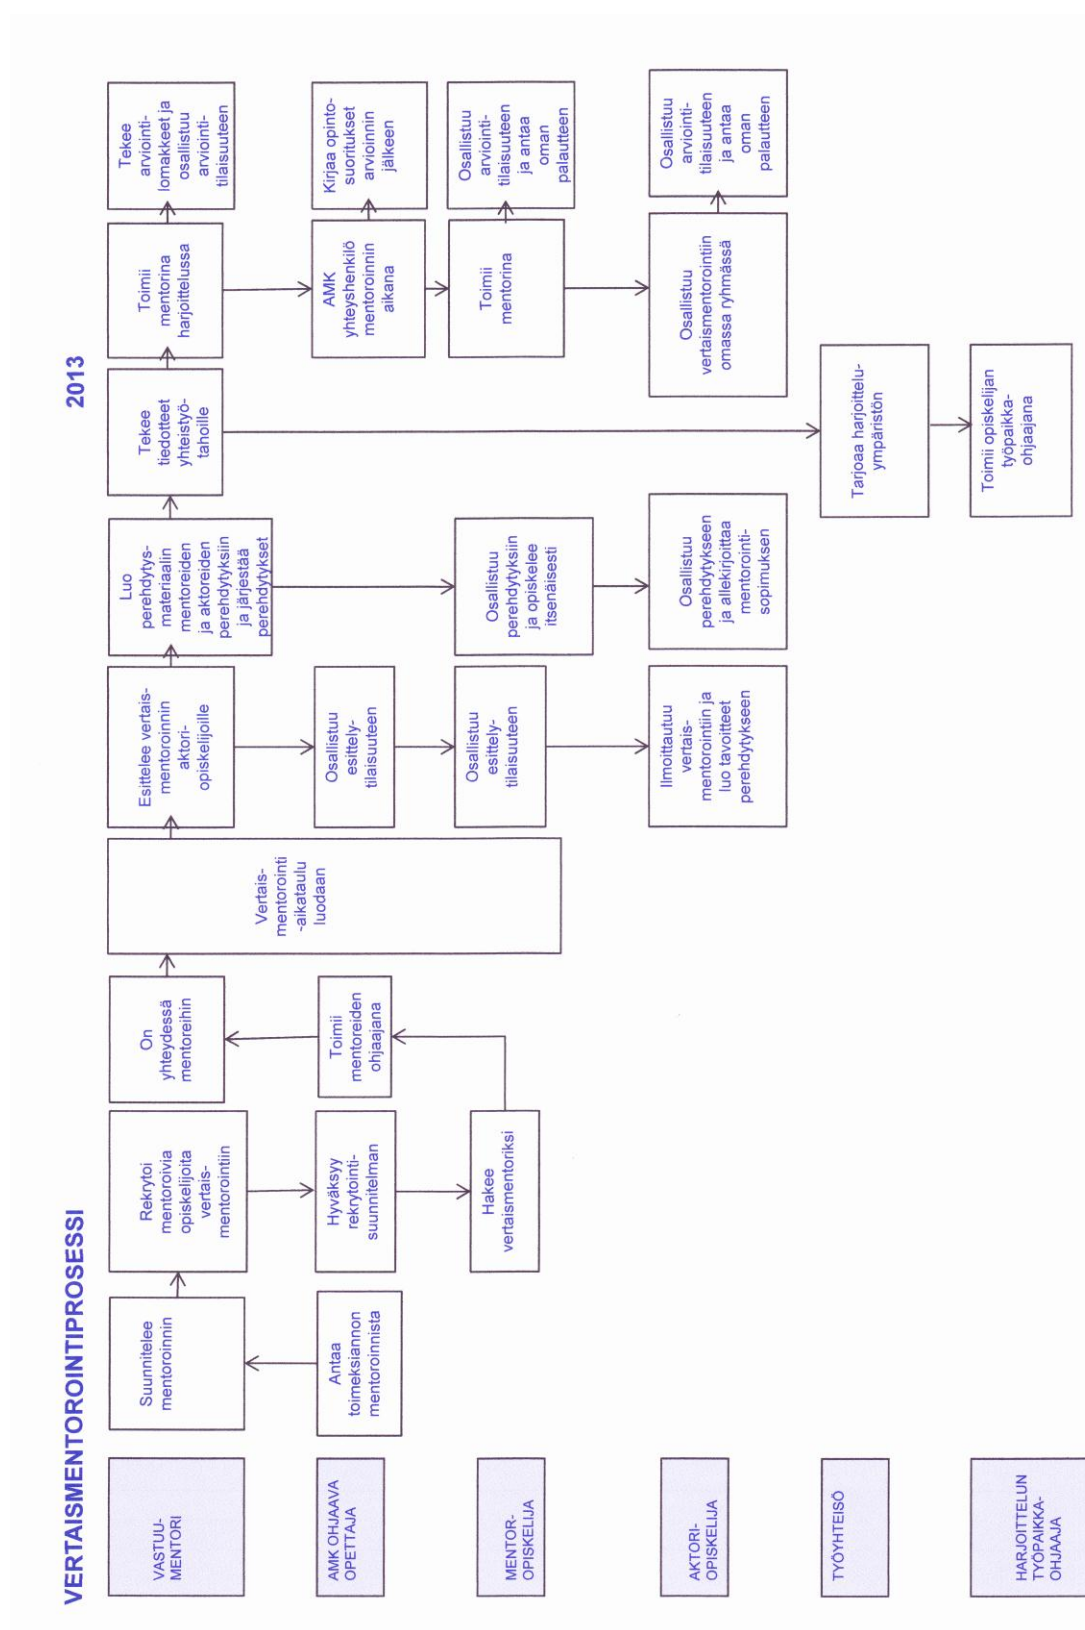 VERTAISMENTOROINTIPROSESSI
2013
VASTUU-
MENTORI
Suunnitelee
mentoroinnin
Rekrytoi
mentoroivia
opiskelijoita
vertais-
mentorointiin
On
yhteydessä
mentoreihin
Vertais-
mentorointi
-aikataulu
luodaan
Esittelee vertais-
mentoroinnin
aktori-
opiskelijoille
Luo
perehdytys-
materiaalin
mentoreiden
ja aktoreiden
perehdytyksiin
ja järjestää
perehdytykset
Tekee
tiedotteet
yhteistyö-
tahoille
Toimii
mentorina
harjoittelussa
Tekee
arviointi-
lomakkeet ja
osallistuu
arviointi-
tilaisuuteen
AMK OHJAAVA
OPETTAJA
Antaa
toimeksiannon
mentoroinnista
Hyväksyy
rekrytointi-
suunnitelman
Toimii
mentoreiden
ohjaajana
Osallistuu
esittely-
tilaisuuteen
AMK
yhteyshenkilö
mentoroinnin
aikana
Kirjaa opinto-
suoritukset
arvioinnin
jälkeen
MENTOR-
OPISKELIJA
Hakee
vertaismentoriksi
Osallistuu
esittely-
tilaisuuteen
Osallistuu
perehdytyksiin
ja opiskelee
itsenäisesti
Toimii
mentorina
Osallistuu
arviointi-
tilaisuuteen
ja antaa
oman
palautteen
AKTORI-
OPISKELIJA
Ilmoittautuu
vertais-
mentorointiin ja
luo tavoitteet
perehdytykseen
Osallistuu
perehdytykseen
ja allekirjoittaa
mentorointi-
sopimuksen
Osallistuu
vertaismentorointiin
omassa ryhmässä
Osallistuu
arviointi-
tilaisuuteen
ja antaa
oman
palautteen
TYÖYHTEISÖ
Tarjoaa harjoittelu-
ympäristön
HARJOITTELUN
TYÖPAIKKA-
OHJAAJA
Toimii opiskelijan
työpaikka-
ohjaajana